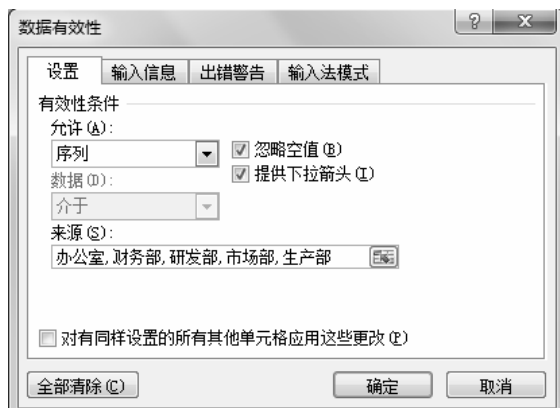 数据有效性
设置 输入信息 出错警告 输入法模式
有效性条件
允许(A):
序列 忽略空值(B)
数据(D): 提供下拉箭头(I)
介于
来源(S):
办公室,财务部,研发部,市场部,生产部
对有同样设置的所有其他单元格应用这些更改(P)
全部清除(C) 确定 取消